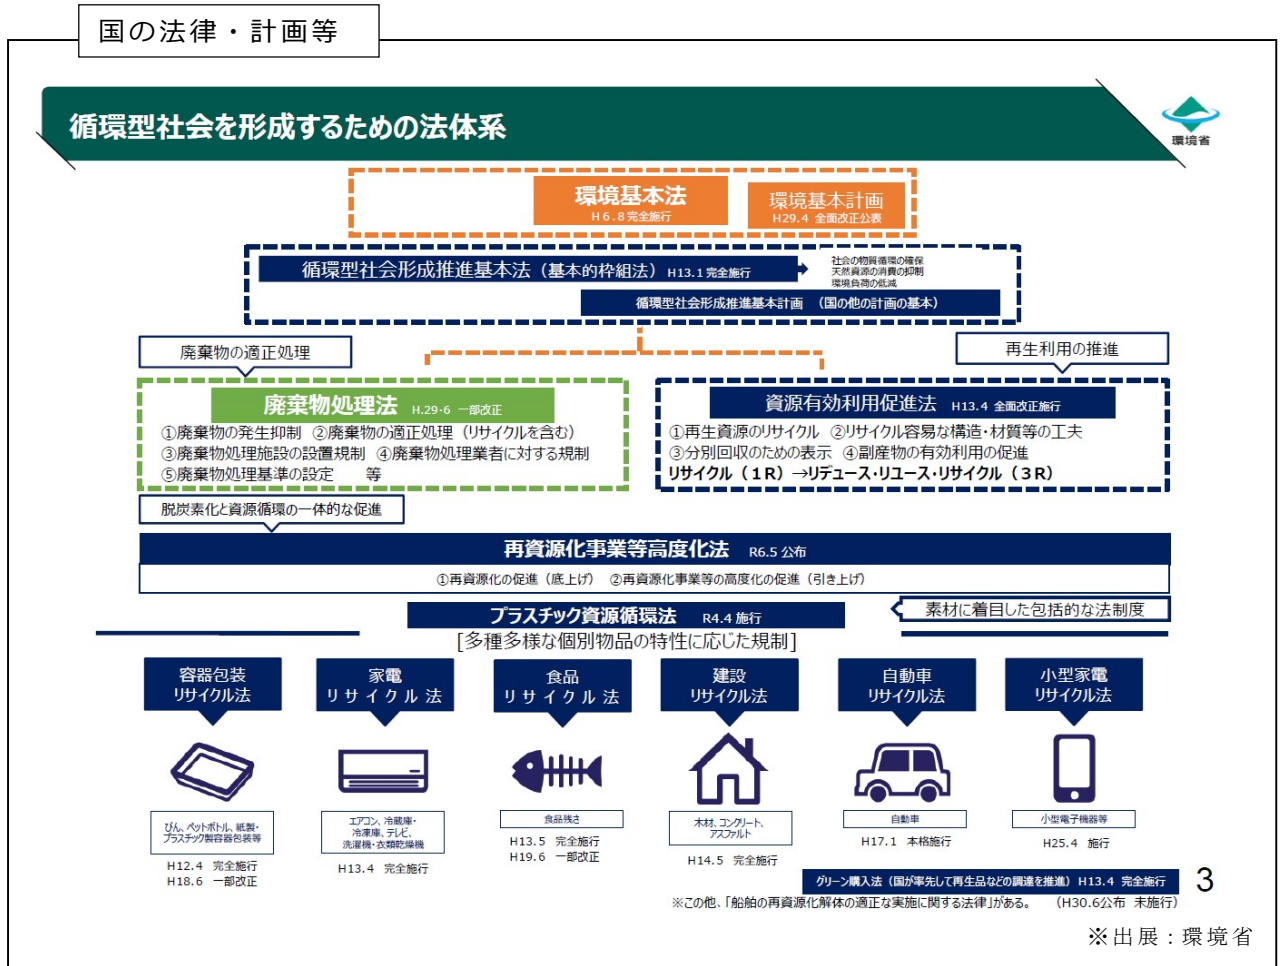 国の法律・計画等
循環型社会を形成するための法体系
環境省
環境基本法
H6.8完全施行
環境基本計画
H29.4 全面改正公表
循環型社会形成推進基本法（基本的枠組法）H13.1 完全施行
社会の物質循環の確保
天然資源の消費の抑制
環境負荷の低減
循環型社会形成推進基本計画　（国の他の計画の基本）
廃棄物の適正処理
再生利用の推進
廃棄物処理法　H.29･6 一部改正
①廃棄物の発生抑制　②廃棄物の適正処理（リサイクルを含む）
③廃棄物処理施設の設置規制　④廃棄物処理業者に対する規制
⑤廃棄物処理基準の設定　　等
資源有効利用促進法　H13.4 全面改正施行
①再生資源のリサイクル　②リサイクル容易な構造・材質等の工夫
③分別回収のための表示　④副産物の有効利用の促進
リサイクル（１R）→リデュース・リユース・リサイクル（３R）
脱炭素化と資源循環の一体的な促進
再資源化事業等高度化法　R6.5 公布
①再資源化の促進（底上げ）　②再資源化事業等の高度化の促進（引き上げ）
プラスチック資源循環法　R4.4 施行
素材に着目した包括的な法制度
[多種多様な個別物品の特性に応じた規制]
容器包装
リサイクル法
家電
リサイクル法
食品
リサイクル法
建設
リサイクル法
自動車
リサイクル法
小型家電
リサイクル法
びん、ペットボトル、紙製・
プラスチック製容器包装等
H12.4　完全施行
H18.6　一部改正
エアコン、冷蔵庫・
冷凍庫、テレビ、
洗濯機・衣類乾燥機
H13.4　完全施行
食品残さ
H13.5　完全施行
H19.6　一部改正
木材、コンクリート、
アスファルト
H14.5　完全施行
自動車
H17.1　本格施行
小型電子機器等
H25.4　施行
グリーン購入法（国が率先して再生品などの調達を推進）H13.4　完全施行
3
※この他、「船舶の再資源化解体の適正な実施に関する法律」がある。　（H30.6公布　未施行）
※出展：環境省